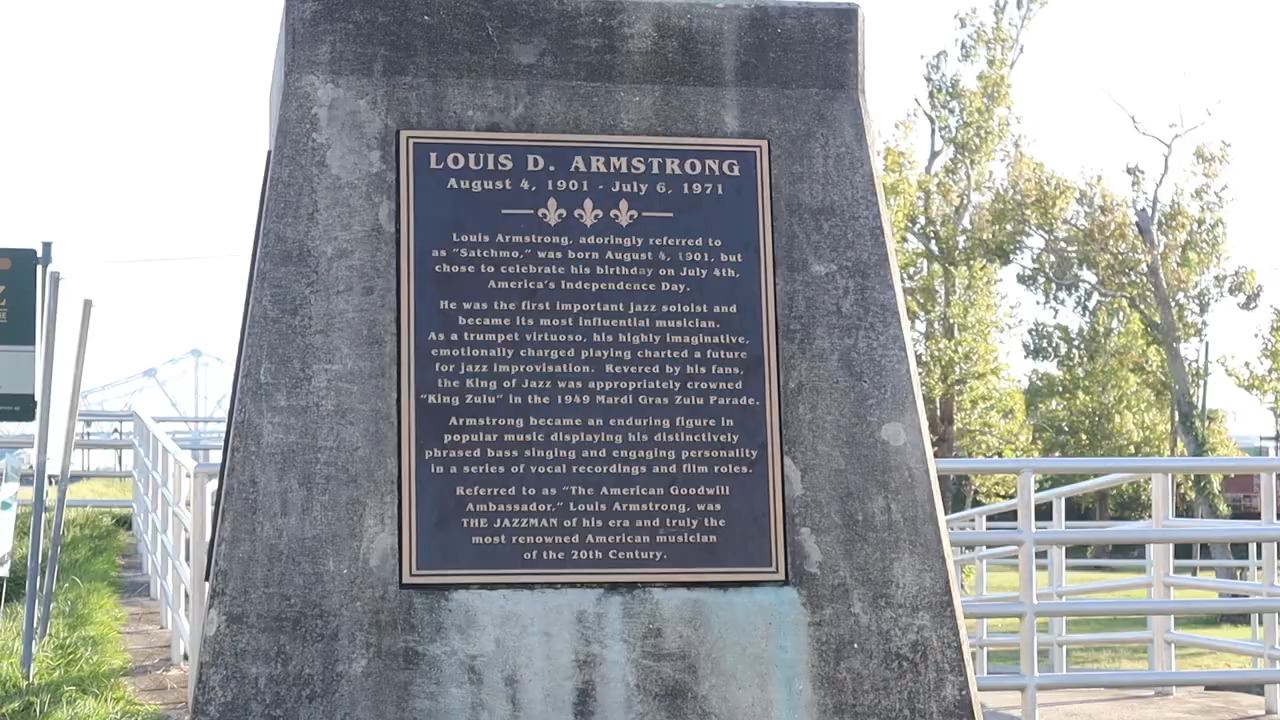 LOUIS D. ARMSTRONG
August 4, 1901 - July 6, 1971
Louis Armstrong, adoringly referred to
as "Satchmo," was born August 4, 1901, but
chose to celebrate his birthday on July 4th,
America's Independence Day.
He was the first important jazz soloist and
became its most influential musician.
As a trumpet virtuoso, his highly imaginative,
emotionally charged playing charted a future
for jazz improvisation. Revered by his fans,
the King of Jazz was appropriately crowned
"King Zulu" in the 1949 Mardi Gras Zulu Parade.
Armstrong became an enduring figure in
popular music displaying his distinctively
phrased bass singing and engaging personality
in a series of vocal recordings and film roles.
Referred to as "The American Goodwill
Ambassador," Louis Armstrong, was
THE JAZZMAN of his era and truly the
most renowned American musician
of the 20th Century.